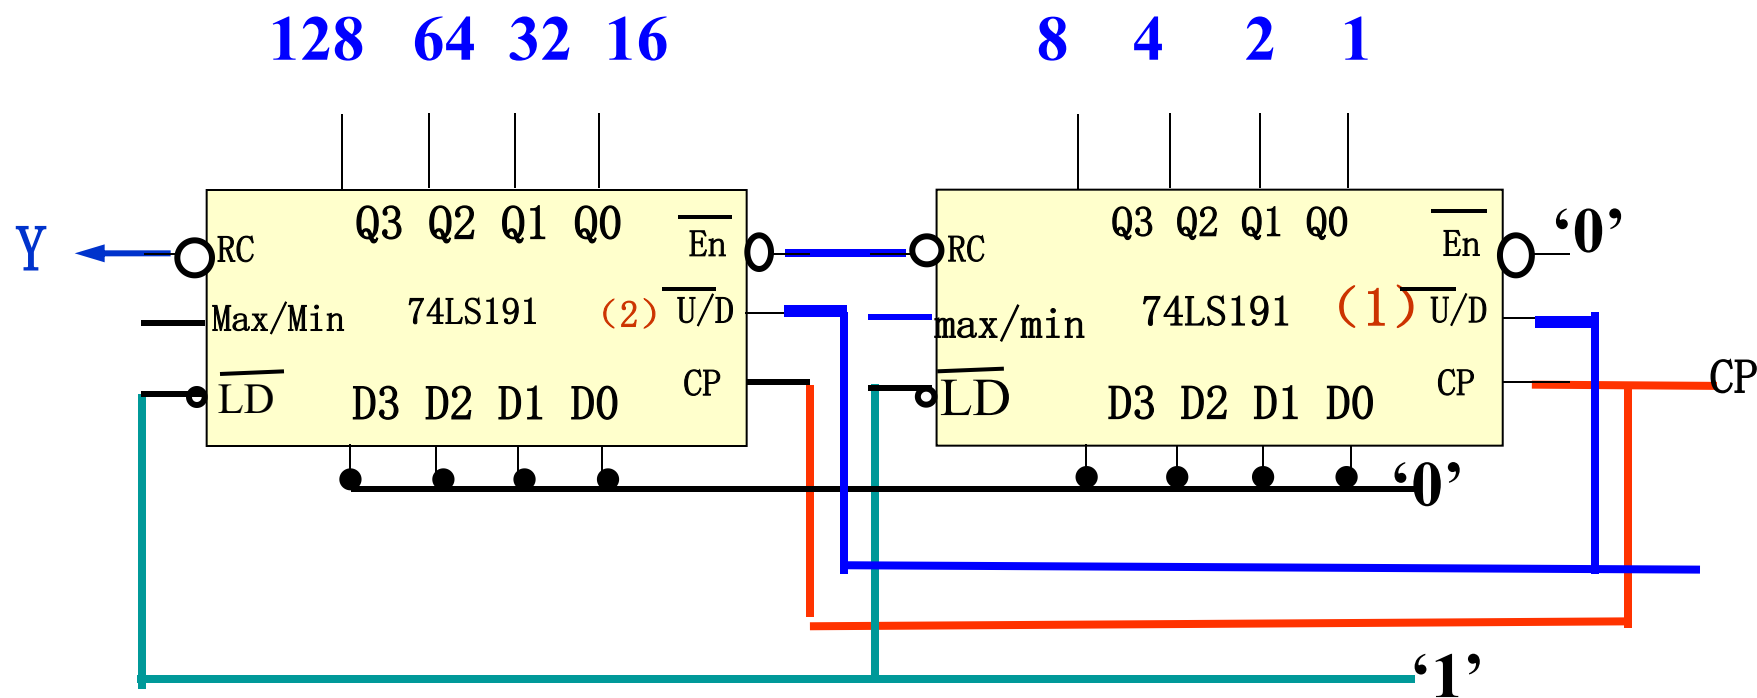 128 64 32 16 8 4 2 1
Q3 Q2 Q1 Q0 Q3 Q2 Q1 Q0
Y RC En RC En ‘0’
Max/Min 74LS191 (2) U/D max/min 74LS191 (1) U/D
LD CP LD CP CP
D3 D2 D1 D0 D3 D2 D1 D0
‘0’
‘1’